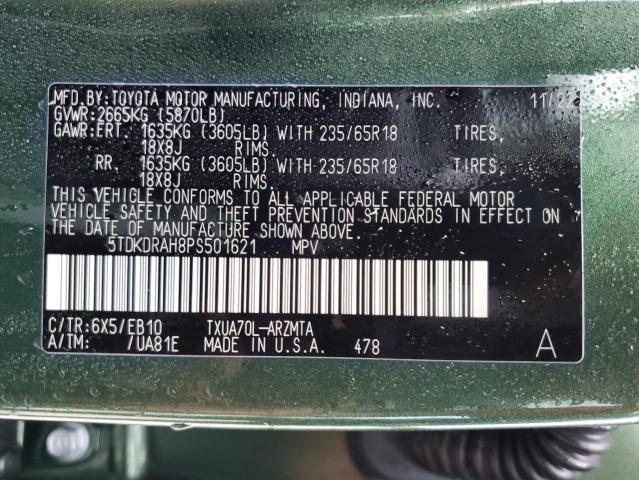 MFD.BY:TOYOTA MOTOR MANUFACTURING, INDIANA, INC. 11/22
GVWR:2665KG (5870LB)
GAWR:FRT. 1635KG (3605LB) WITH 235/65R18 TIRES,
18X8J RIMS.
RR. 1635KG (3605LB) WITH 235/65R18 TIRES,
18X8J RIMS.
THIS VEHICLE CONFORMS TO ALL APPLICABLE FEDERAL MOTOR
VEHICLE SAFETY AND THEFT PREVENTION STANDARDS IN EFFECT ON
THE DATE OF MANUFACTURE SHOWN ABOVE.
5TDKDRAH8PS501621 MPV
C/TR:6X5/EB10 TXUA70L-ARZMTA
A/TM: /UA81E MADE IN U.S.A. 478 A